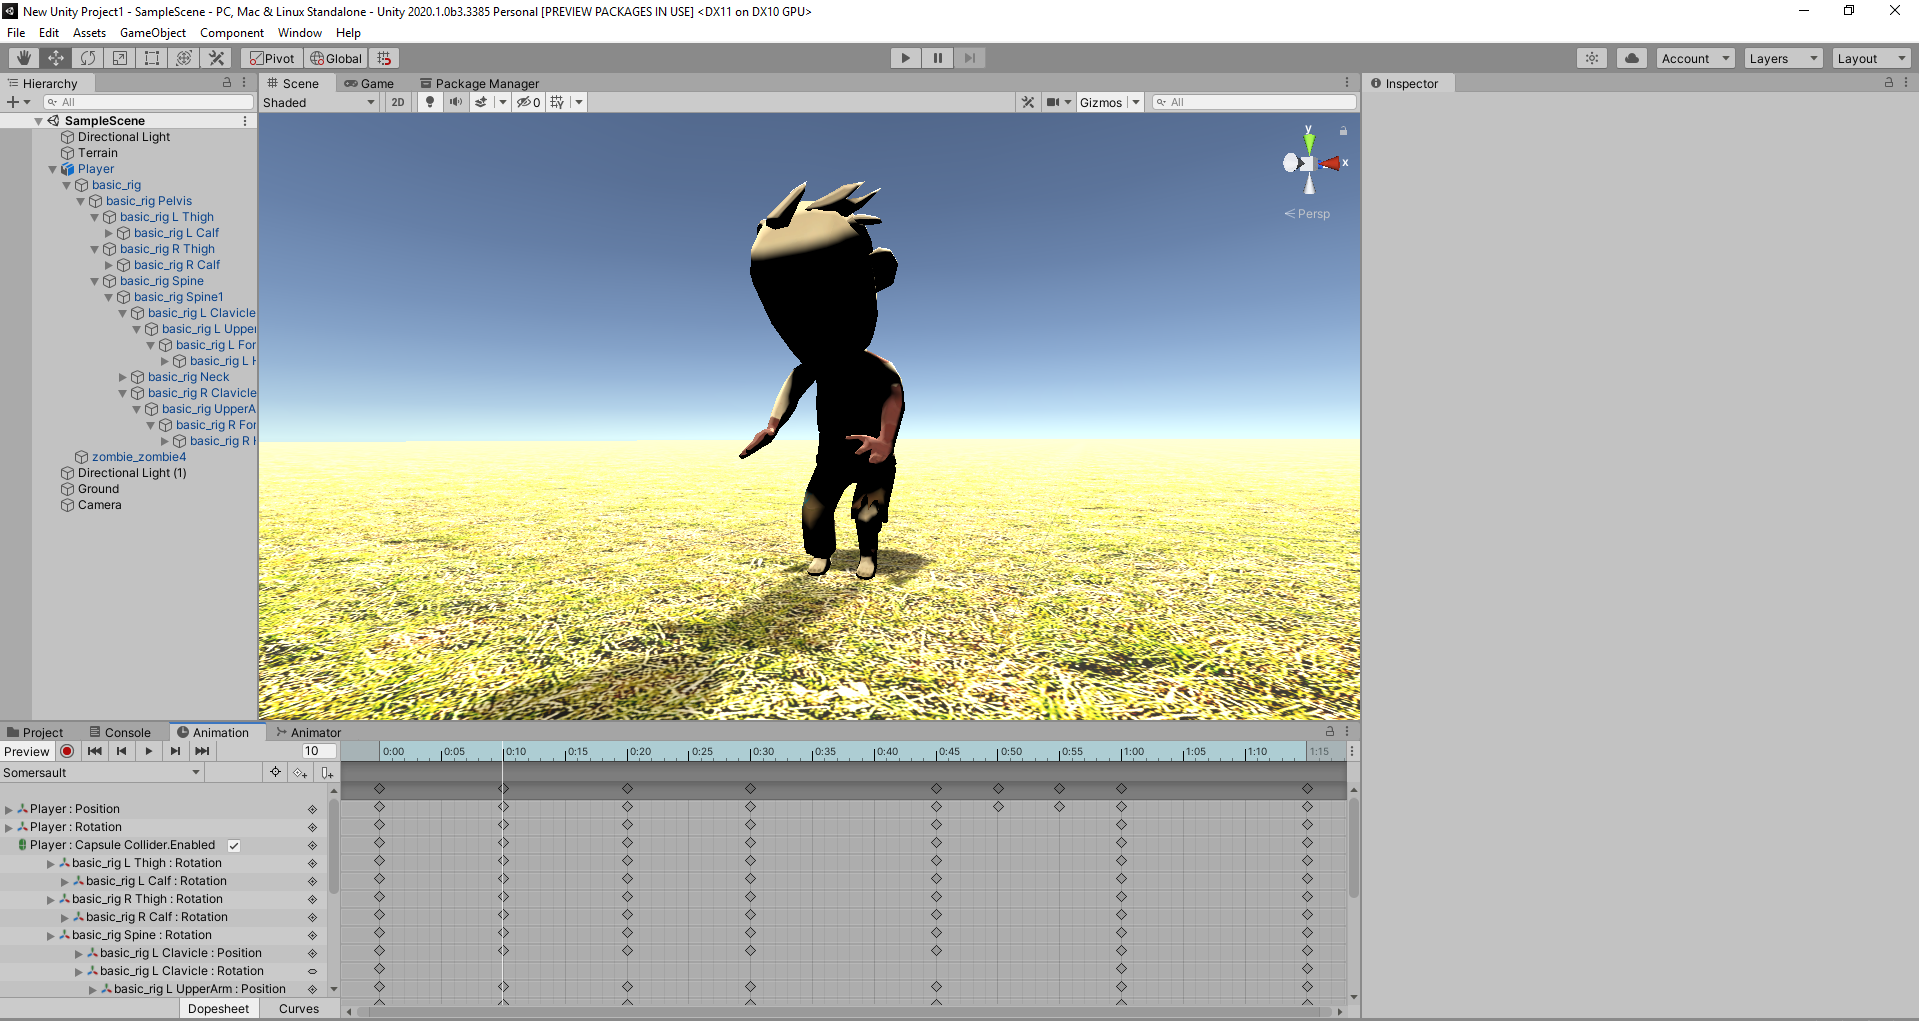 New Unity Project1 - SampleScene - PC, Mac & Linux Standalone - Unity 2020.1.0b3.3385 Personal [PREVIEW PACKAGES IN USE] <DX11 on DX10 GPU>
File Edit Assets GameObject Component Window Help
Pivot Global Account Layers Layout
Hierarchy
All
SampleScene
Directional Light
Terrain
Player
basic_rig
basic_rig Pelvis
basic_rig L Thigh
basic_rig L Calf
basic_rig R Thigh
basic_rig R Calf
basic_rig Spine
basic_rig Spine1
basic_rig L Clavicle
basic_rig L Upper
basic_rig L For
basic_rig L H
basic_rig Neck
basic_rig R Clavicle
basic_rig UpperA
basic_rig R For
basic_rig R H
zombie_zombie4
Directional Light (1)
Ground
Camera
Scene Game Package Manager
Shaded 2D 0 Gizmos All
y
x
Persp
Inspector
Project Console Animation Animator
Preview 10
0:00 0:05 0:10 0:15 0:20 0:25 0:30 0:35 0:40 0:45 0:50 0:55 1:00 1:05 1:10 1:15
Somersault
Player : Position
Player : Rotation
Player : Capsule Collider.Enabled
basic_rig L Thigh : Rotation
basic_rig L Calf : Rotation
basic_rig R Thigh : Rotation
basic_rig R Calf : Rotation
basic_rig Spine : Rotation
basic_rig L Clavicle : Position
basic_rig L Clavicle : Rotation
basic_rig L UpperArm : Position
Dopesheet Curves